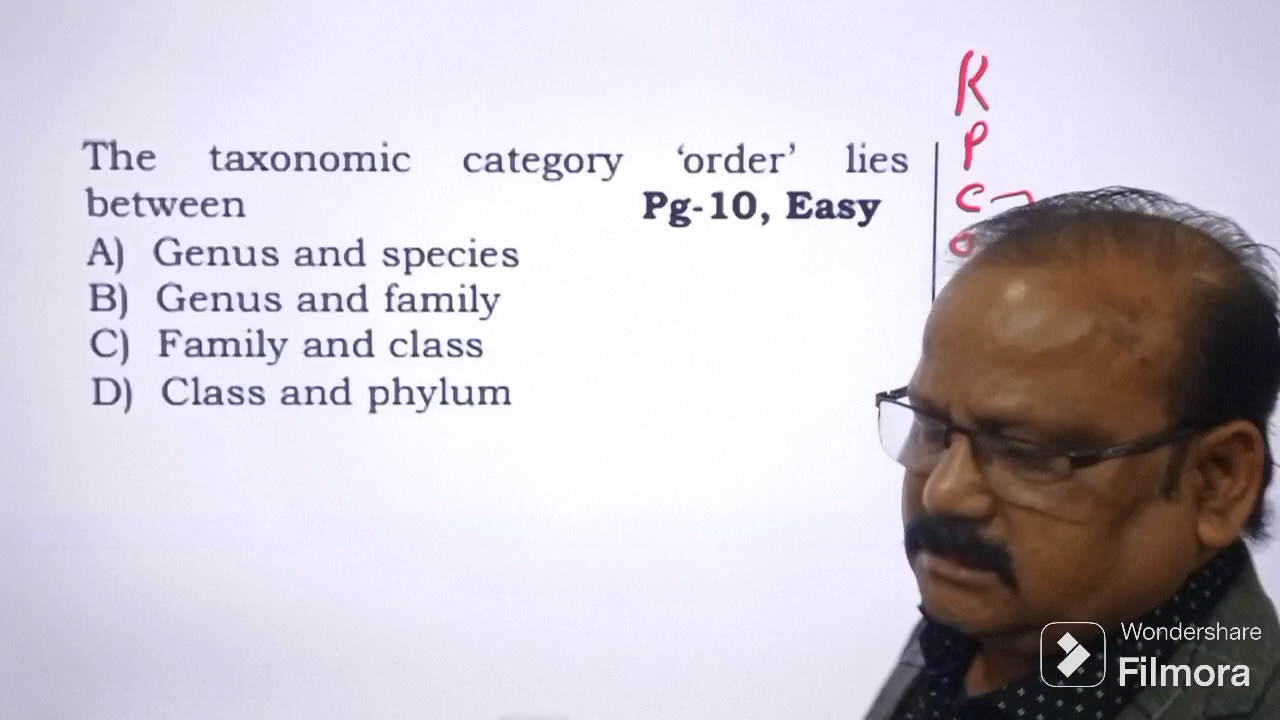 The taxonomic category ‘order’ lies
between Pg-10, Easy
A) Genus and species
B) Genus and family
C) Family and class
D) Class and phylum
K
P
C
O
Wondershare
Filmora